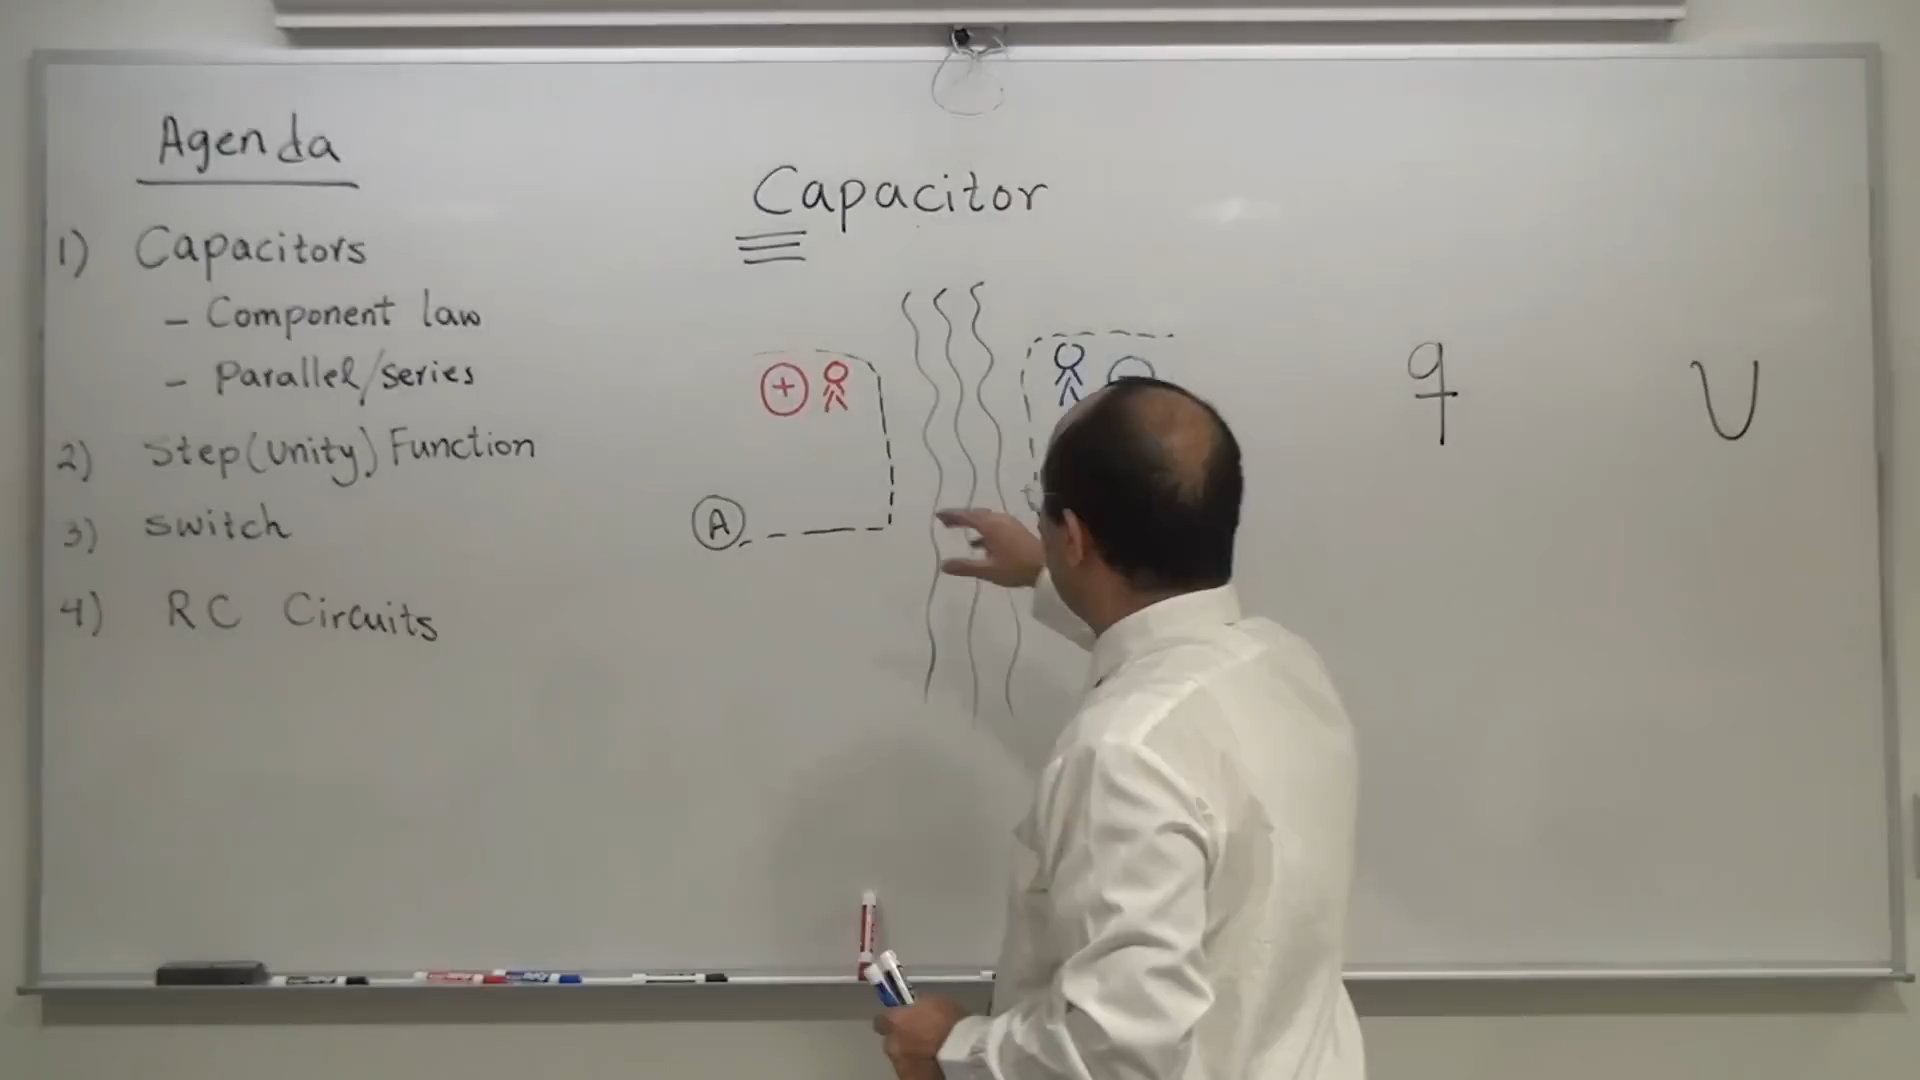 Agenda
1) Capacitors
- Component law
- Parallel/series
2) Step(Unity) Function
3) Switch
4) RC Circuits
Capacitor
+
A
q
U